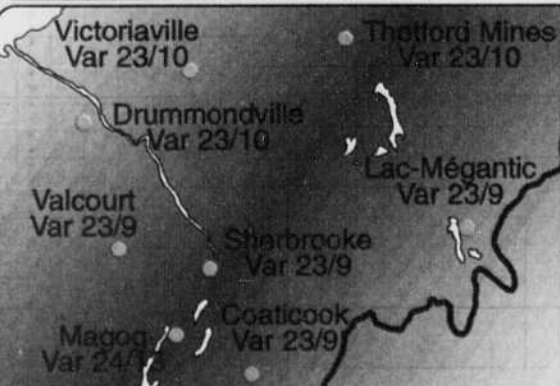 Victoriaville
Var 23/10
Thetford Mines
Var 23/10
Drummondville
Var 23/10
Lac-Mégantic
Var 23/9
Valcourt
Var 23/9
Sherbrooke
Var 23/9
Coaticook
Var 23/9
Magog
Var